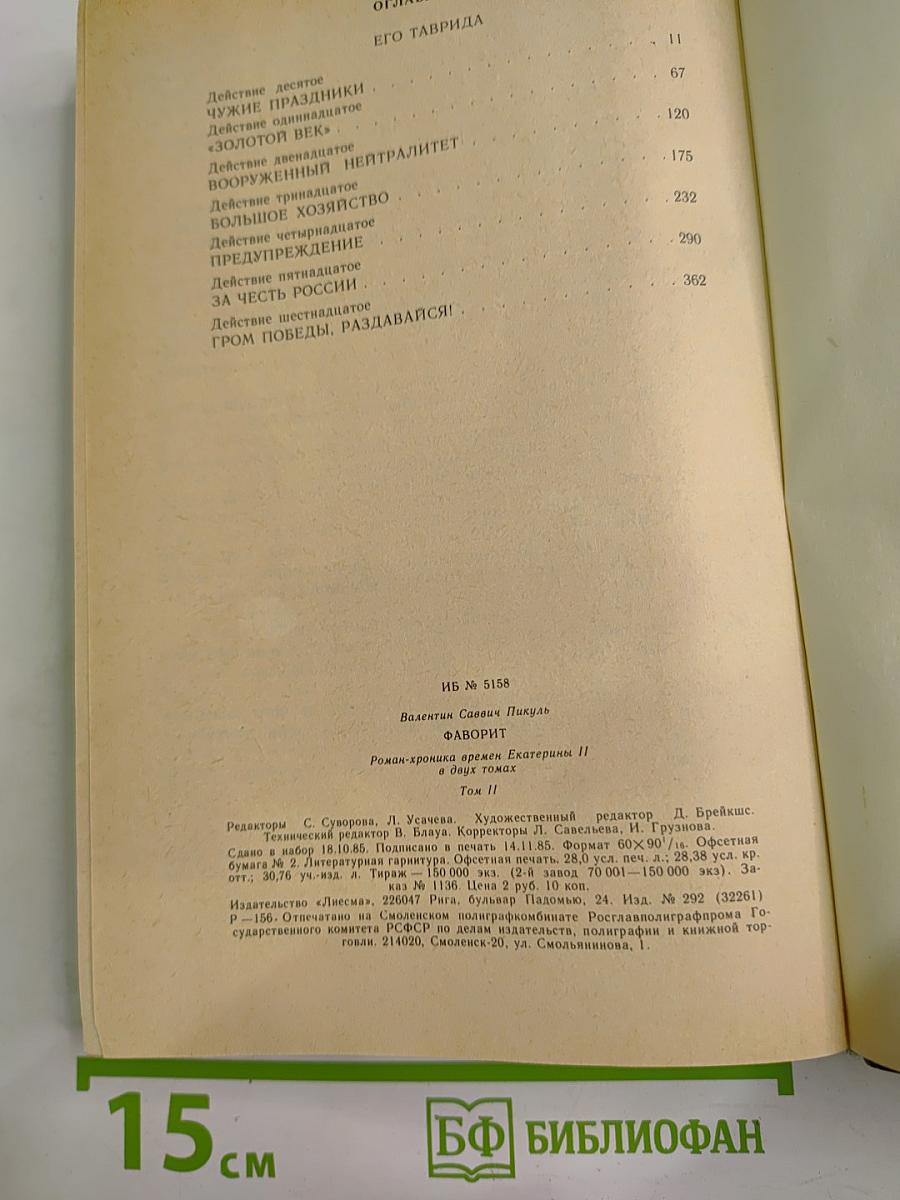 ЕГО ТАВРИДА
Действие десятое
ЧУЖИЕ ПРАЗДНИКИ . . . 11
Действие одиннадцатое
«ЗОЛОТОЙ ВЕК» . . . 67
Действие двенадцатое
ВООРУЖЕННЫЙ НЕЙТРАЛИТЕТ . . . 120
Действие тринадцатое
БОЛЬШОЕ ХОЗЯЙСТВО . . . 175
Действие четырнадцатое
ПРЕДУПРЕЖДЕНИЕ . . . 232
Действие пятнадцатое
ЗА ЧЕСТЬ РОССИИ . . . 290
Действие шестнадцатое
ГРОМ ПОБЕДЫ, РАЗДАВАЙСЯ! . . . 362
ИБ № 5158
Валентин Саввич Пикуль
ФАВОРИТ
Роман-хроника времен Екатерины II
в двух томах
Том II
Редакторы С. Суворова, Л. Усачева. Художественный редактор Д. Брейкшс.
Технический редактор В. Блауа. Корректоры Л. Савельева, И. Грузнова.
Сдано в набор 18.10.85. Подписано в печать 14.11.85. Формат 60×90¹/₁₆. Офсетная
бумага № 2. Литературная гарнитура. Офсетная печать. 28,0 усл. печ. л.; 28,38 усл. кр.
отт.; 30,76 уч.-изд. л. Тираж — 150 000 экз. (2-й завод 70 001—150 000 экз). За-
каз № 1136. Цена 2 руб. 10 коп.
Издательство «Лиесма», 226047 Рига, бульвар Падомью, 24. Изд. № 292 (32261)
Р —156. Отпечатано на Смоленском полиграфкомбинате Росглавполиграфпрома Го-
сударственного комитета РСФСР по делам издательств, полиграфии и книжной тор-
говли. 214020, Смоленск-20, ул. Смольянинова, 1.
15 см
БФ БИБЛИОФАН